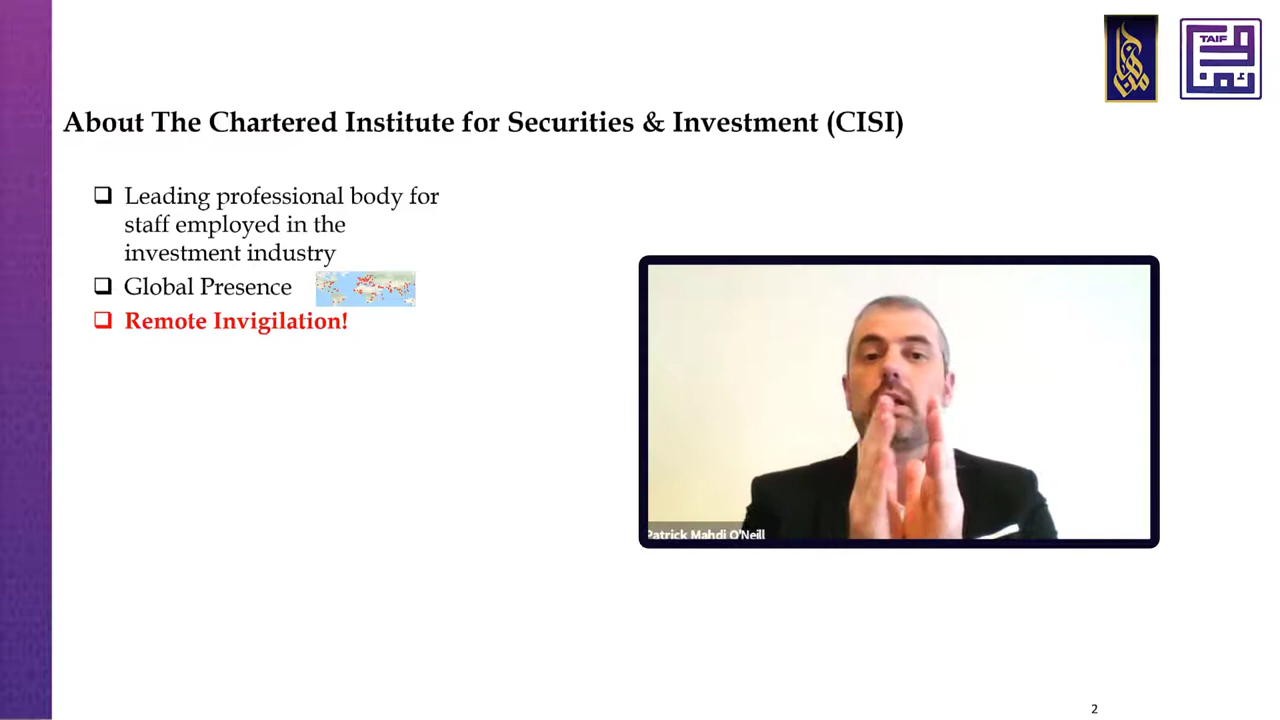 TAIF
About The Chartered Institute for Securities & Investment (CISI)
Leading professional body for
staff employed in the
investment industry
Global Presence
Remote Invigilation!
Patrick Mahdi O'Neill
2